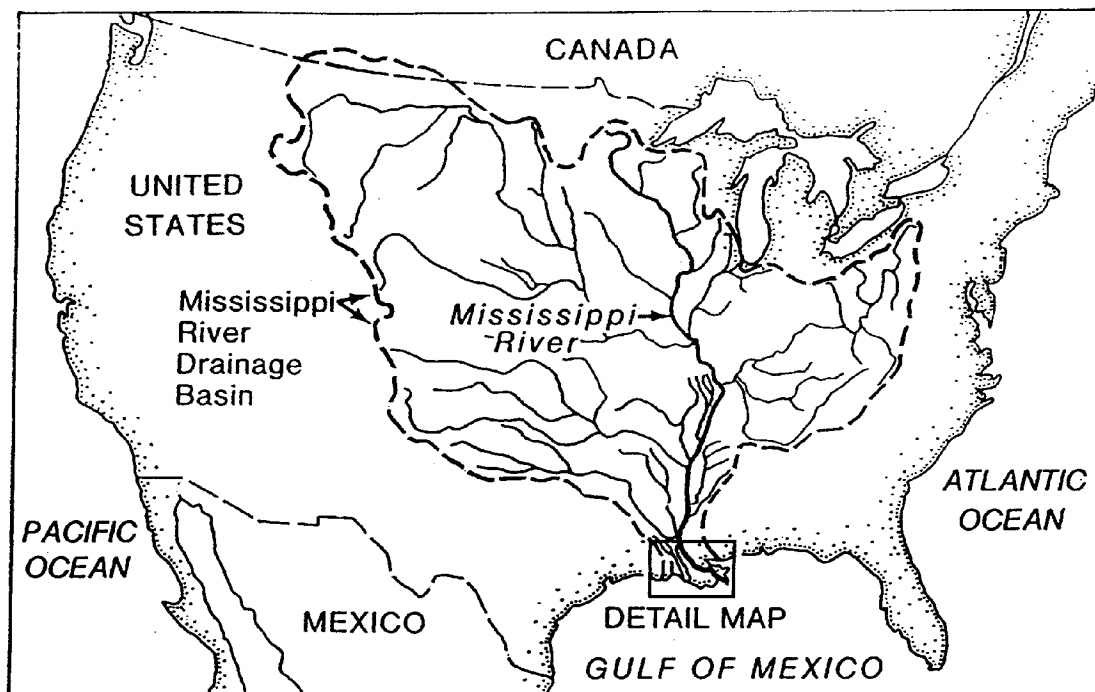 CANADA
UNITED
STATES
Mississippi
River
Drainage
Basin
Mississippi
River
ATLANTIC
OCEAN
PACIFIC
OCEAN
MEXICO
DETAIL MAP
GULF OF MEXICO